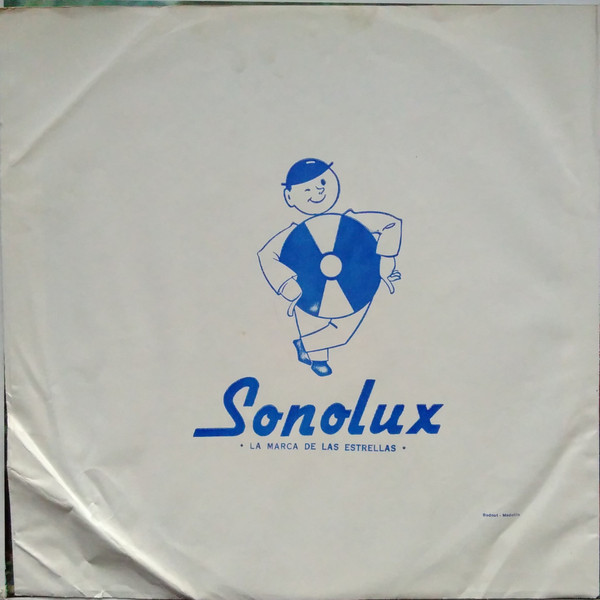 Sonolux
• LA MARCA DE LAS ESTRELLAS •